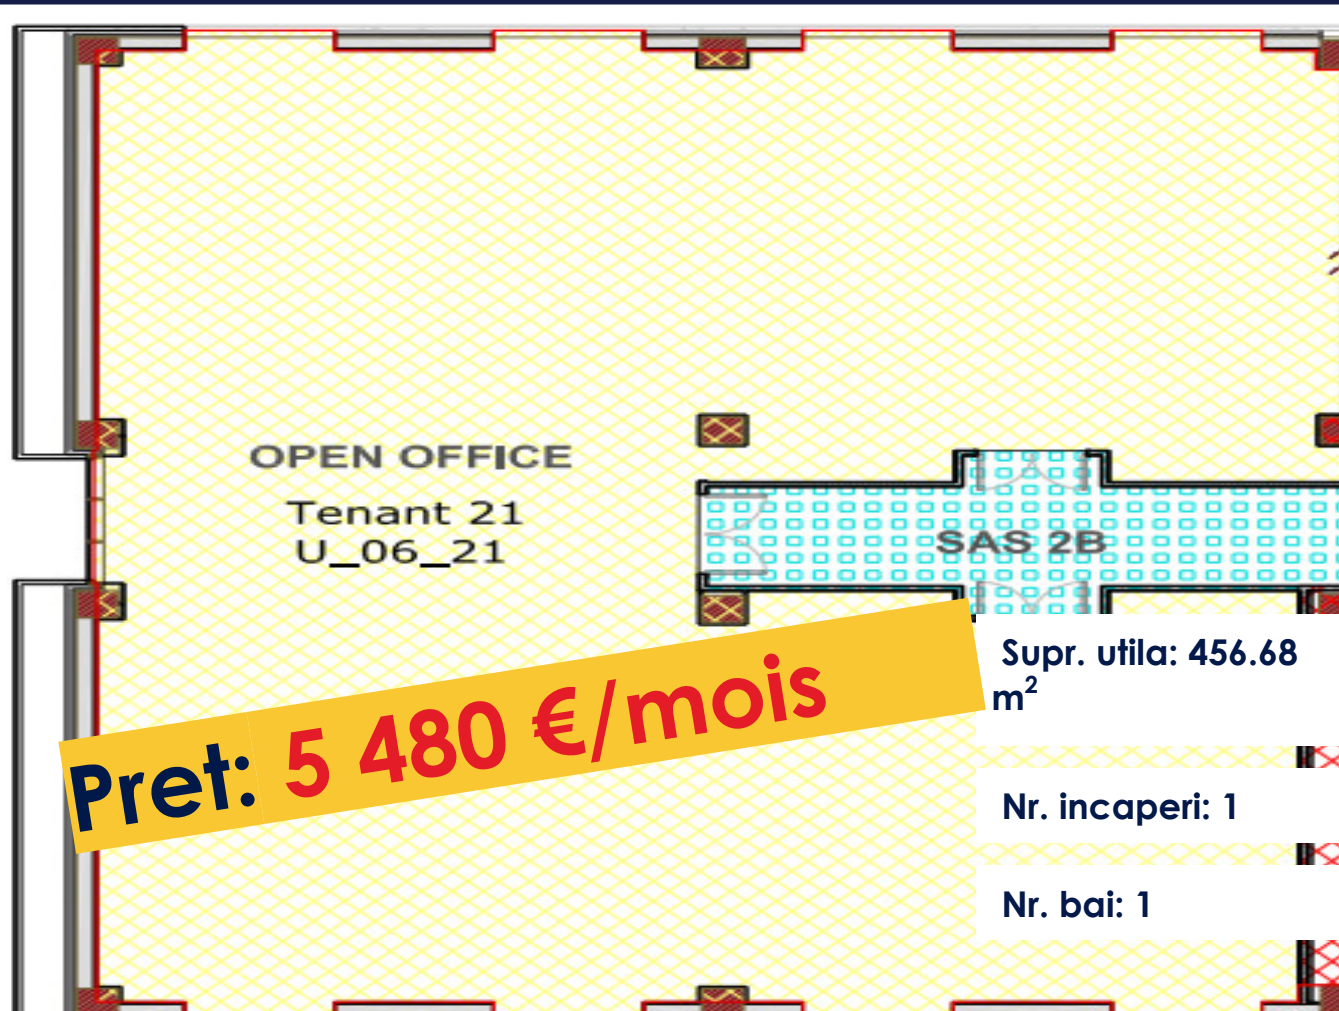 OPEN OFFICE
Tenant 21
U_06_21
SAS 2B
Pret: 5 480 €/mois
Supr. utila: 456.68
m²
Nr. incaperi: 1
Nr. bai: 1